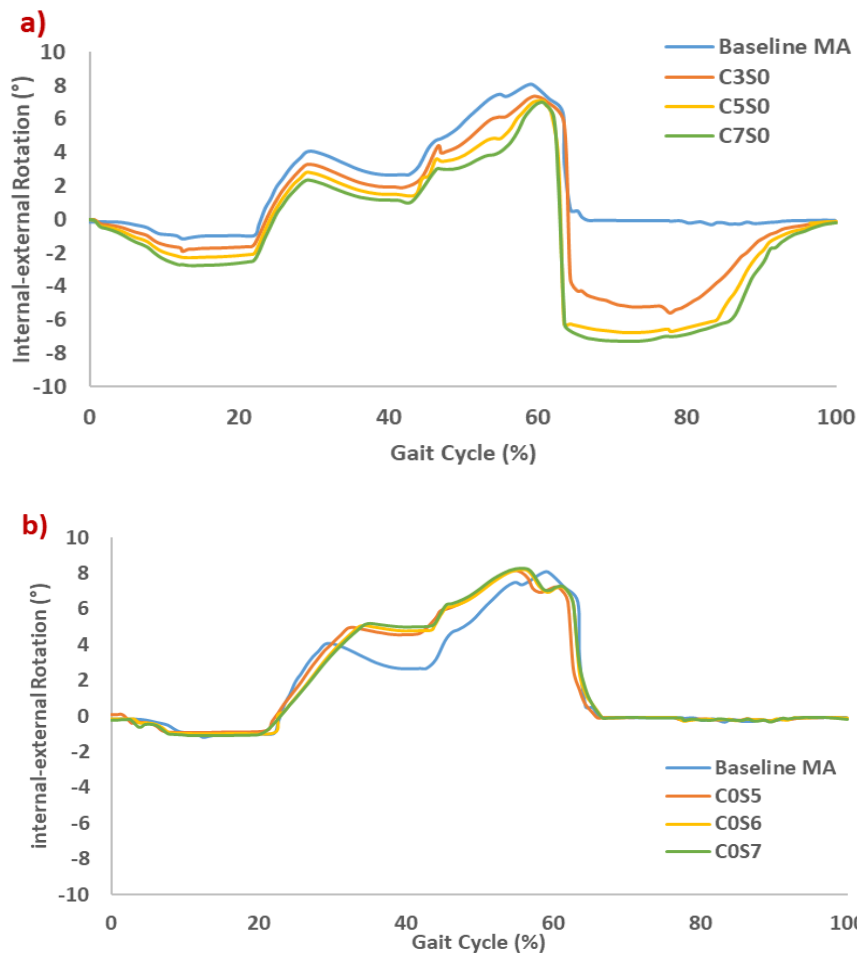 a)
10
8
6
4
2
0
-2
-4
-6
-8
-10
Internal-external Rotation (°)
Baseline MA
C3S0
C5S0
C7S0
0 20 40 60 80 100
Gait Cycle (%)
b)
10
8
6
4
2
0
-2
-4
-6
-8
-10
internal-external Rotation (°)
Baseline MA
C0S5
C0S6
C0S7
0 20 40 60 80 100
Gait Cycle (%)